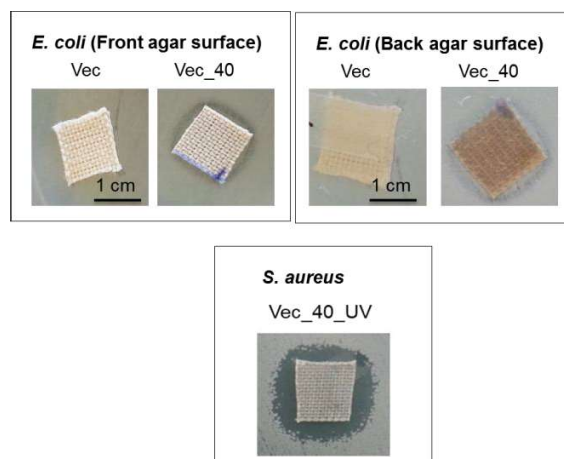 E. coli (Front agar surface)
Vec
Vec_40
1 cm
E. coli (Back agar surface)
Vec
Vec_40
1 cm
S. aureus
Vec_40_UV